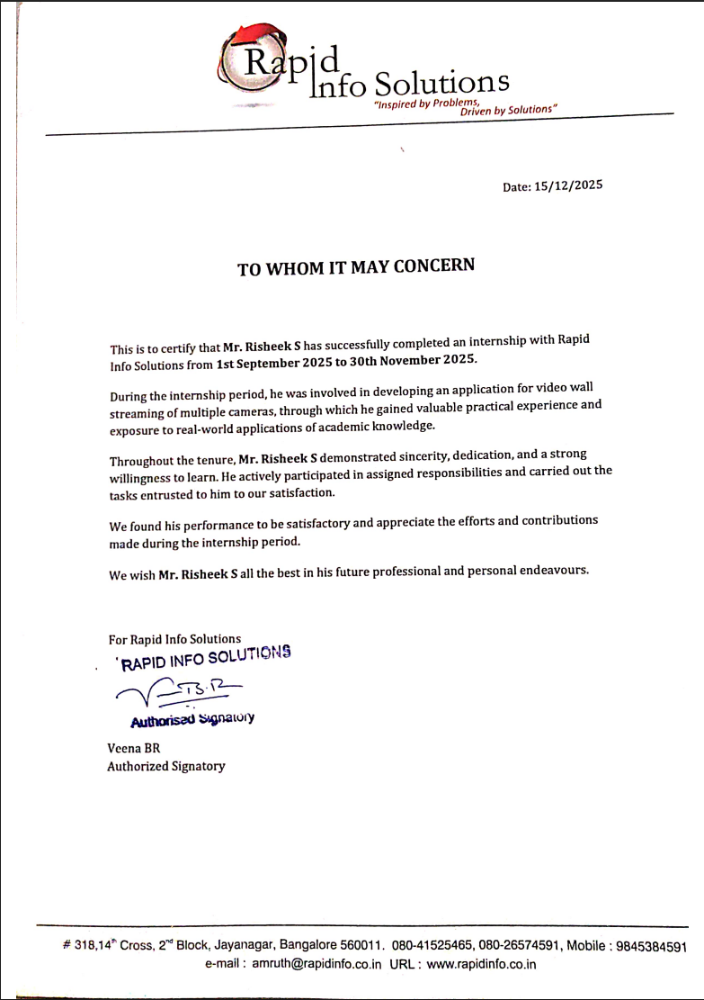 Rapid
Info Solutions
"Inspired by Problems,
Driven by Solutions"
Date: 15/12/2025
TO WHOM IT MAY CONCERN
This is to certify that Mr. Risheek S has successfully completed an internship with Rapid
Info Solutions from 1st September 2025 to 30th November 2025.
During the internship period, he was involved in developing an application for video wall
streaming of multiple cameras, through which he gained valuable practical experience and
exposure to real-world applications of academic knowledge.
Throughout the tenure, Mr. Risheek S demonstrated sincerity, dedication, and a strong
willingness to learn. He actively participated in assigned responsibilities and carried out the
tasks entrusted to him to our satisfaction.
We found his performance to be satisfactory and appreciate the efforts and contributions
made during the internship period.
We wish Mr. Risheek S all the best in his future professional and personal endeavours.
For Rapid Info Solutions
RAPID INFO SOLUTIONS
Authorised Signatory
Veena BR
Authorized Signatory
# 318,14th Cross, 2nd Block, Jayanagar, Bangalore 560011. 080-41525465, 080-26574591, Mobile : 9845384591
e-mail : amruth@rapidinfo.co.in URL : www.rapidinfo.co.in